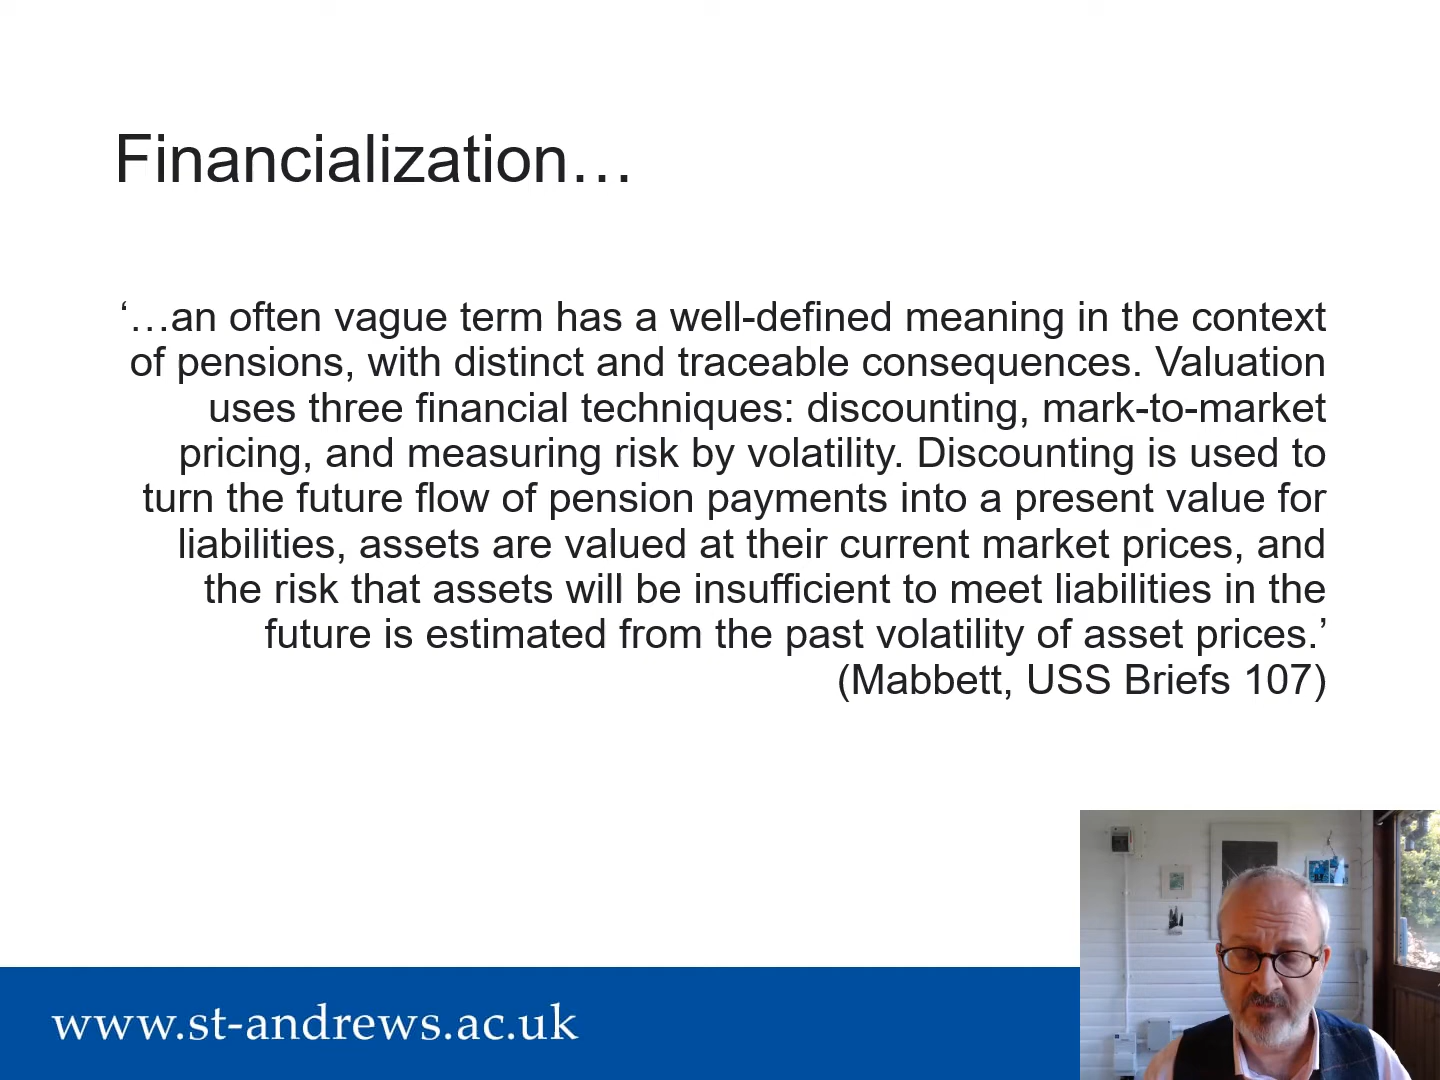 Financialization…
‘…an often vague term has a well-defined meaning in the context
of pensions, with distinct and traceable consequences. Valuation
uses three financial techniques: discounting, mark-to-market
pricing, and measuring risk by volatility. Discounting is used to
turn the future flow of pension payments into a present value for
liabilities, assets are valued at their current market prices, and
the risk that assets will be insufficient to meet liabilities in the
future is estimated from the past volatility of asset prices.’
(Mabbett, USS Briefs 107)
www.st-andrews.ac.uk